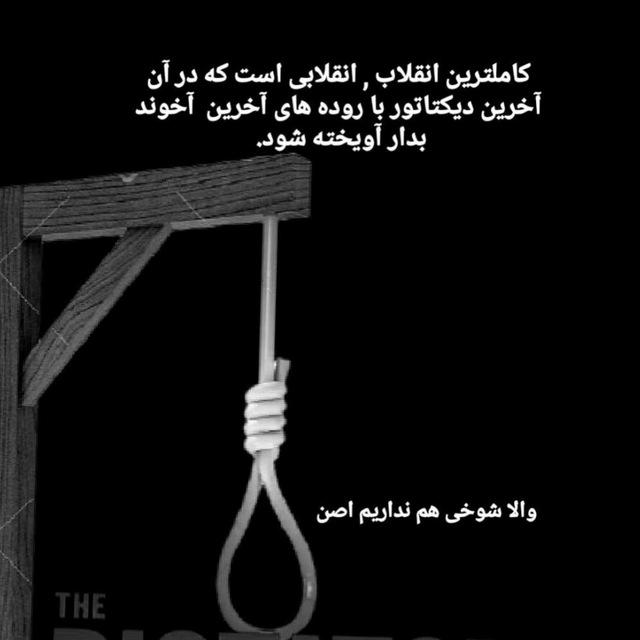 کاملترین انقلاب , انقلابی است که در آن
آخرین دیکتاتور با روده های آخرین آخوند
بدار آویخته شود.
والا شوخی هم نداریم اصن
THE